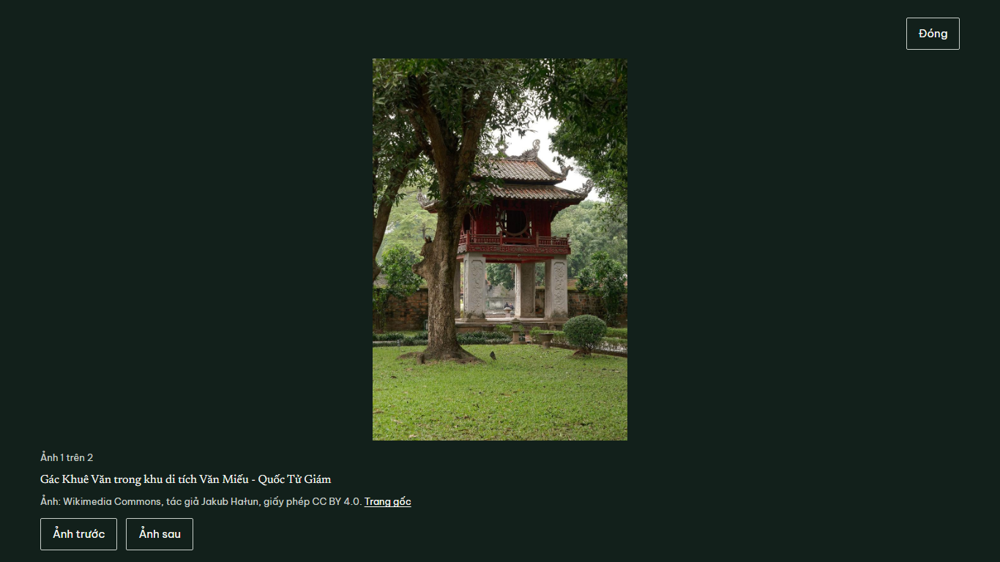 Đóng
Ảnh 1 trên 2
Gác Khuê Văn trong khu di tích Văn Miếu - Quốc Tử Giám
Ảnh: Wikimedia Commons, tác giả Jakub Hałun, giấy phép CC BY 4.0. Trang gốc
Ảnh trước
Ảnh sau